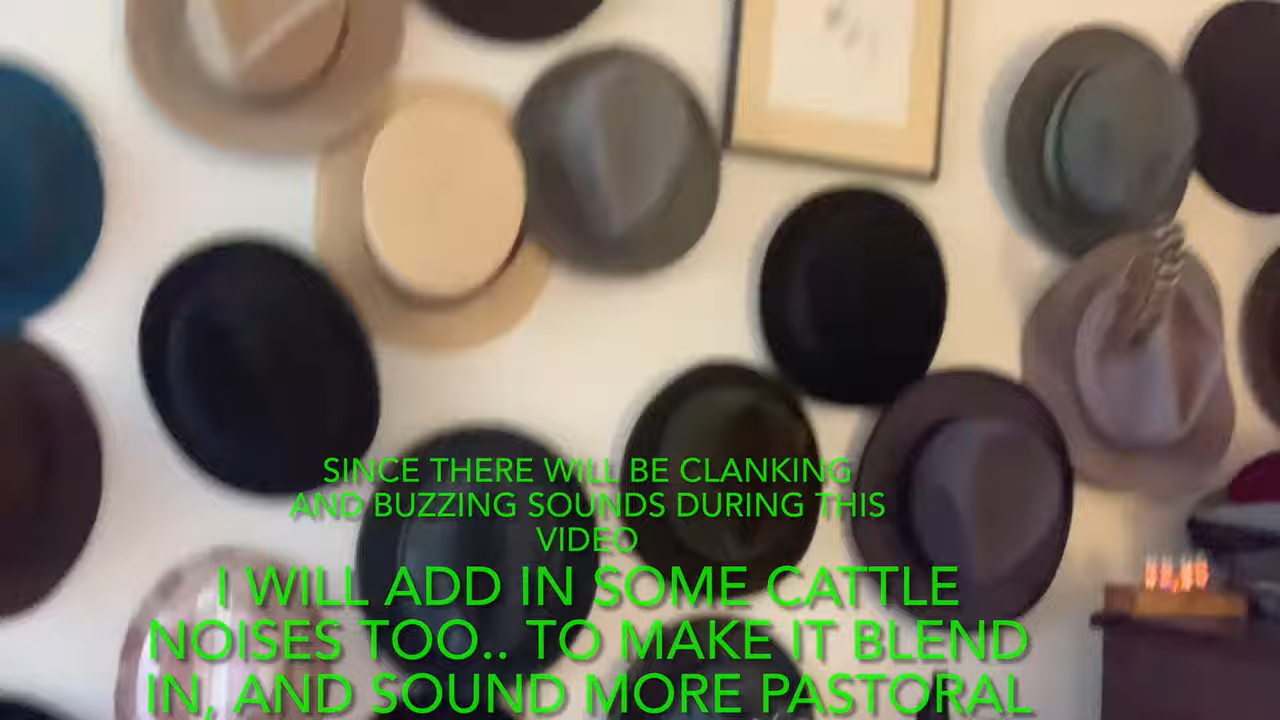 SINCE THERE WILL BE CLANKING
AND BUZZING SOUNDS DURING THIS
VIDEO
I WILL ADD IN SOME CATTLE
NOISES TOO.. TO MAKE IT BLEND
IN, AND SOUND MORE PASTORAL